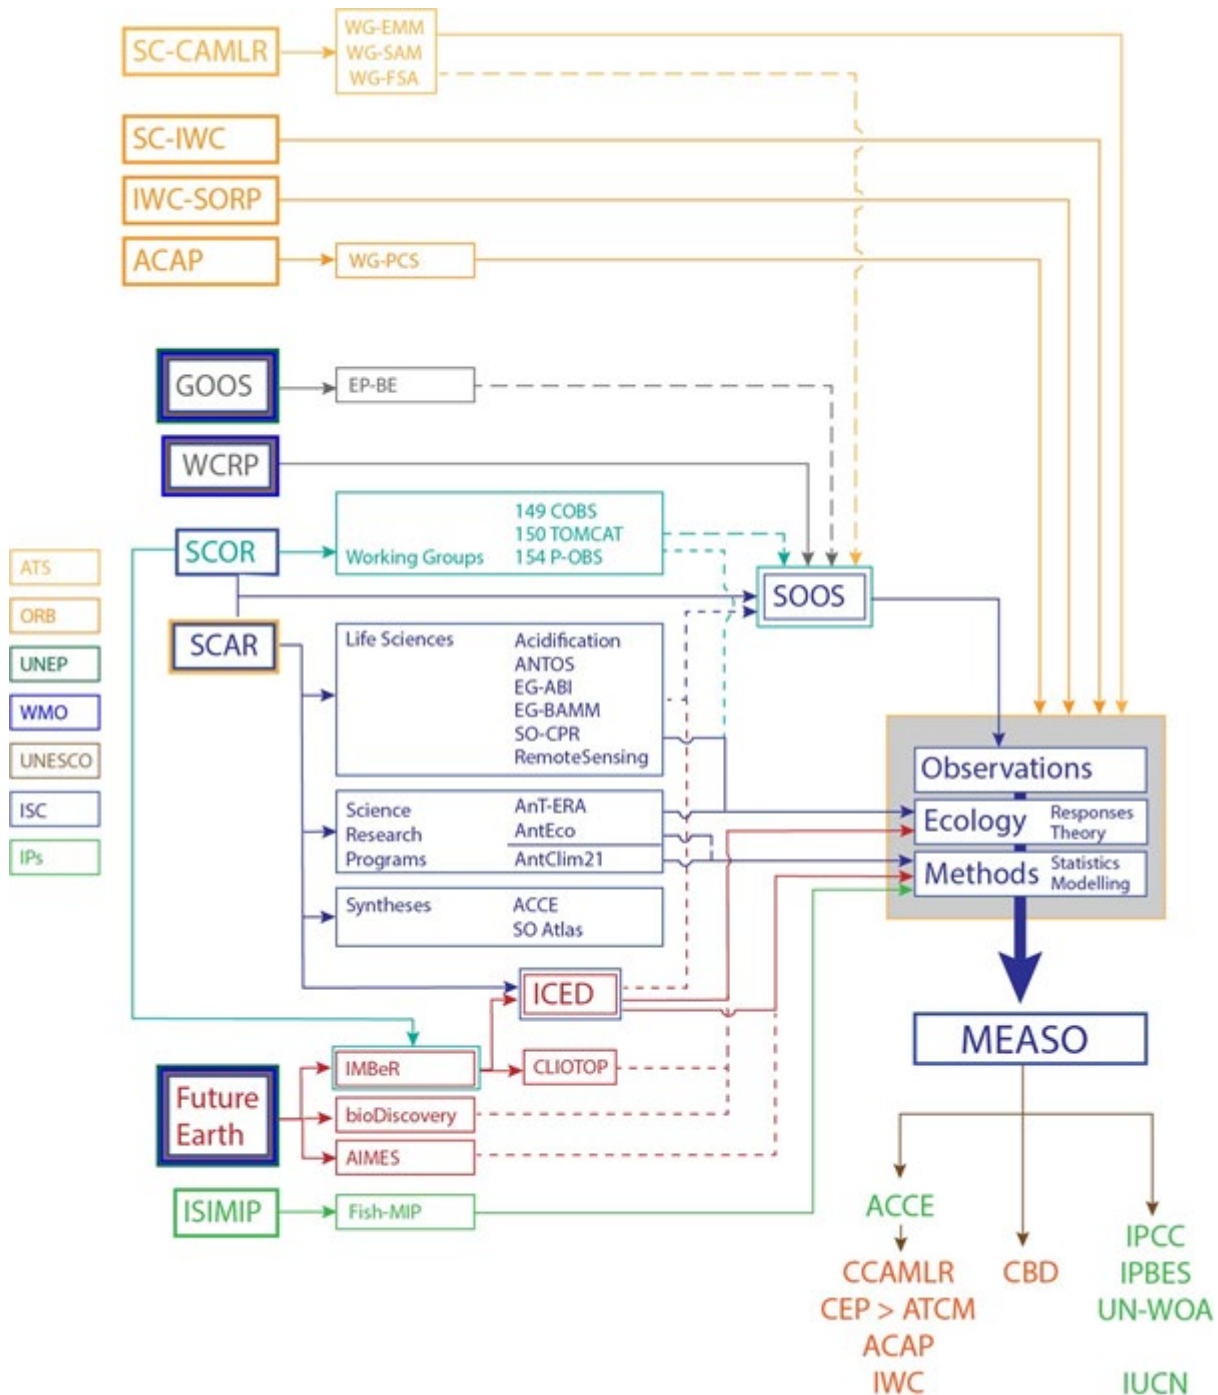 SC-CAMLR
WG-EMM
WG-SAM
WG-FSA
SC-IWC
IWC-SORP
ACAP
WG-PCS
GOOS
EP-BE
WCRP
SCOR
Working Groups
149 COBS
150 TOMCAT
154 P-OBS
SOOS
ATS
ORB
UNEP
WMO
UNESCO
ISC
IPs
SCAR
Life Sciences
Acidification
ANTOS
EG-ABI
EG-BAMM
SO-CPR
RemoteSensing
Science
Research
Programs
AnT-ERA
AntEco
AntClim21
Syntheses
ACCE
SO Atlas
Observations
Ecology
Responses
Theory
Methods
Statistics
Modelling
ICED
IMBeR
CLIOTOP
Future
Earth
bioDiscovery
AIMES
ISIMIP
Fish-MIP
MEASO
ACCE
CCAMLR
CEP > ATCM
ACAP
IWC
CBD
IPCC
IPBES
UN-WOA
IUCN